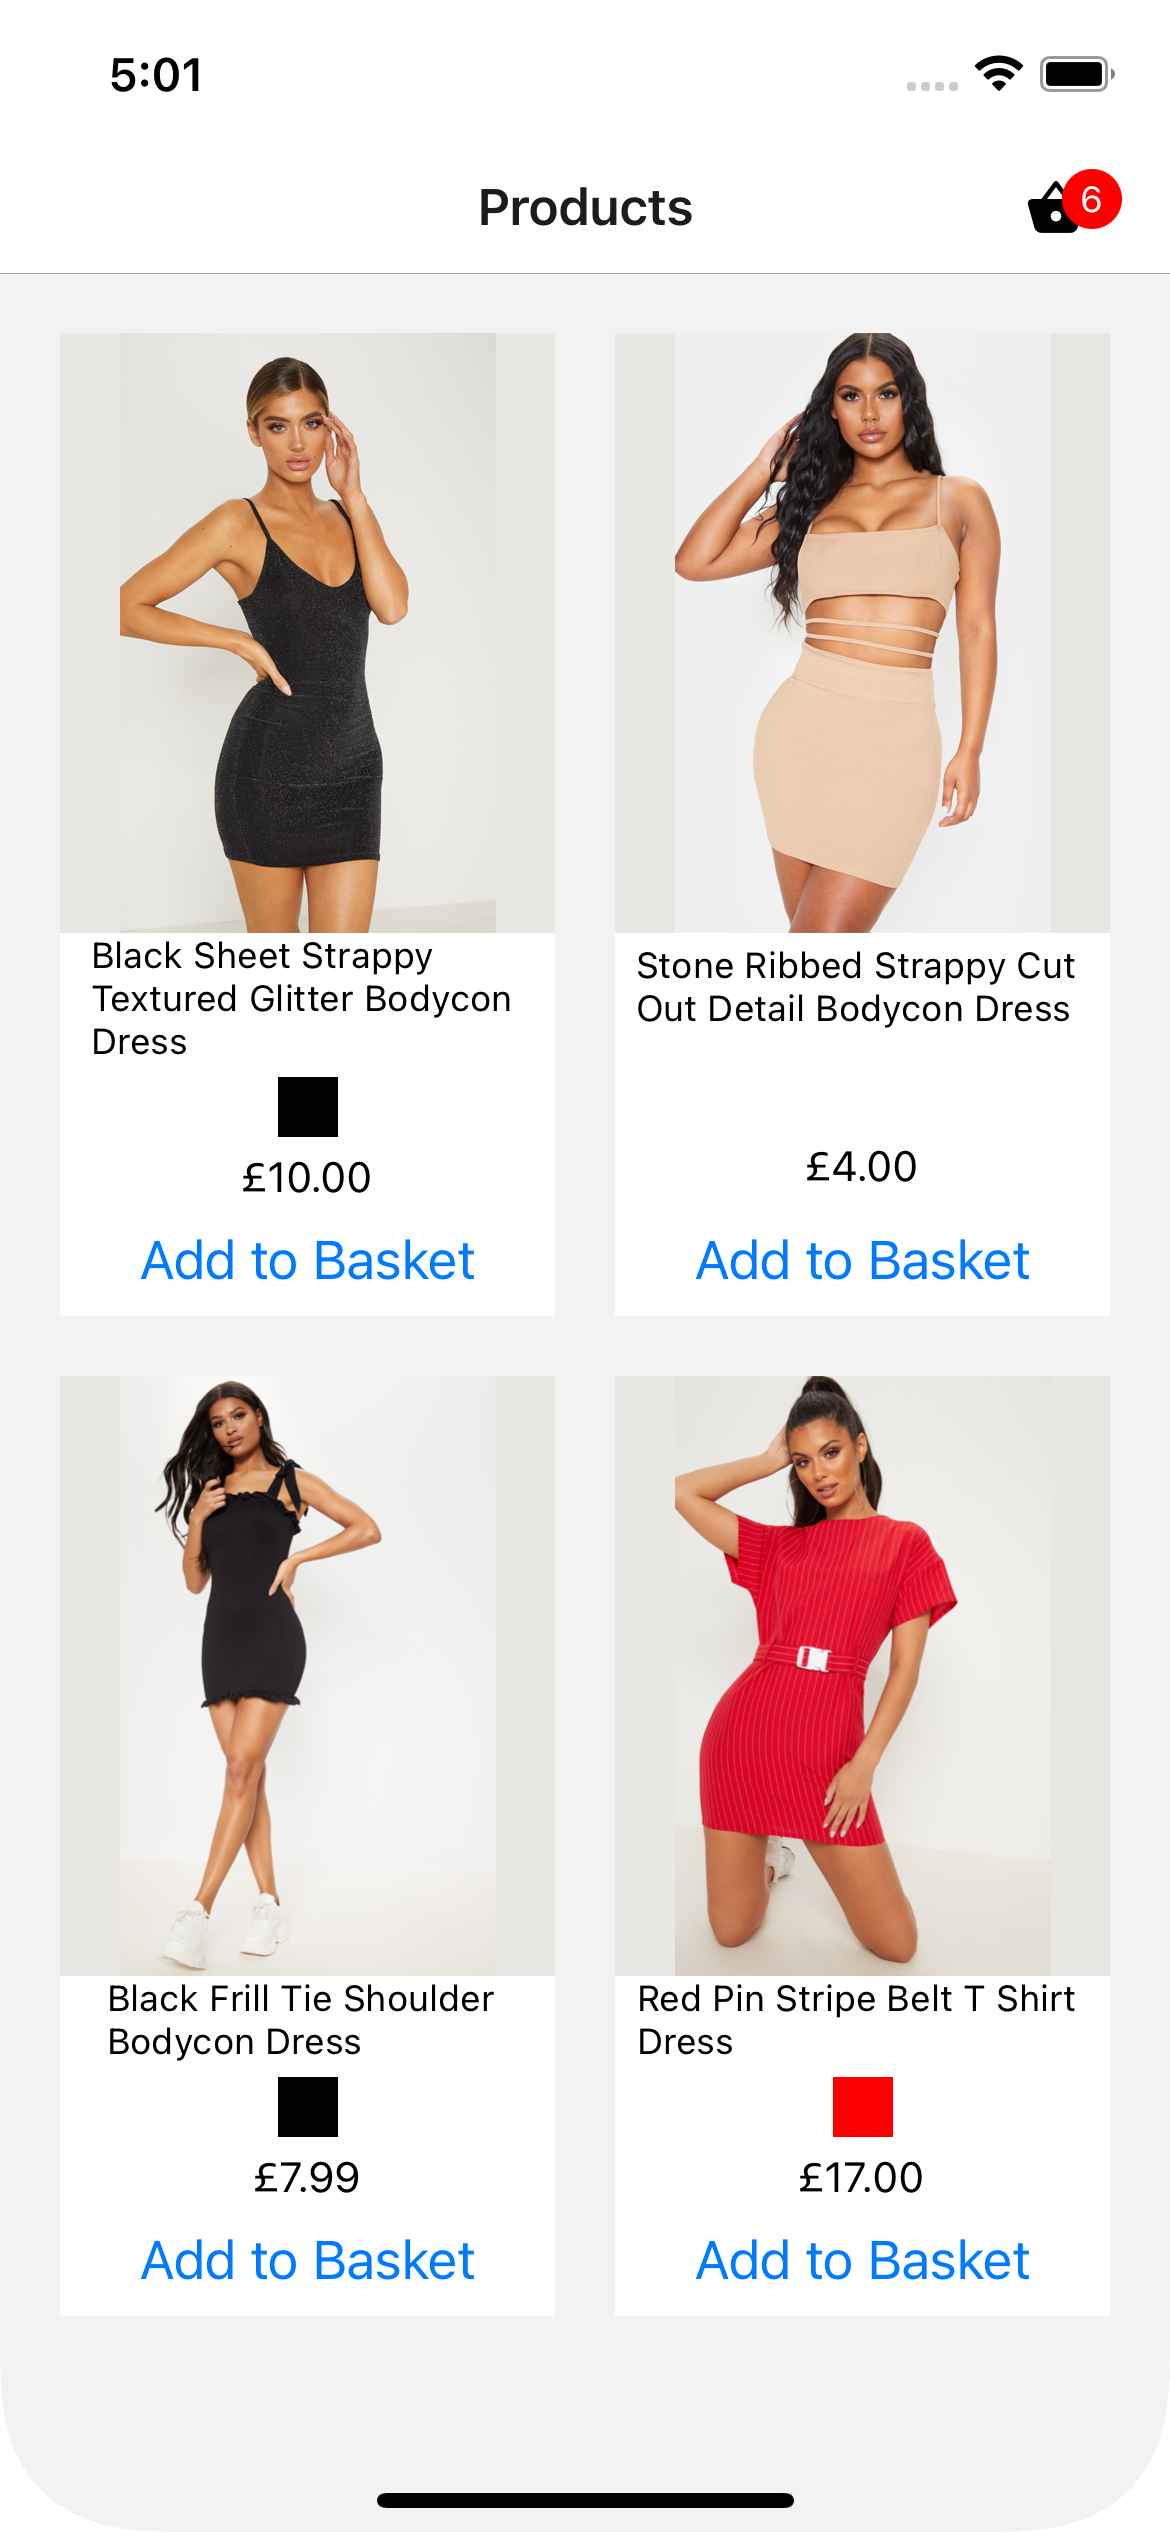 5:01
Products
6
Black Sheet Strappy
Textured Glitter Bodycon
Dress
£10.00
Add to Basket
Stone Ribbed Strappy Cut
Out Detail Bodycon Dress
£4.00
Add to Basket
Black Frill Tie Shoulder
Bodycon Dress
£7.99
Add to Basket
Red Pin Stripe Belt T Shirt
Dress
£17.00
Add to Basket